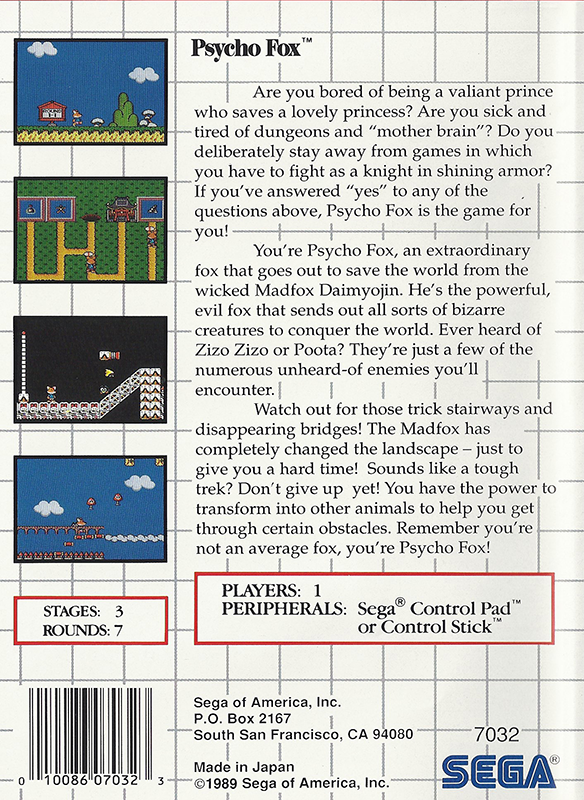 Psycho Fox™
Are you bored of being a valiant prince
who saves a lovely princess? Are you sick and
tired of dungeons and “mother brain”? Do you
deliberately stay away from games in which
you have to fight as a knight in shining armor?
If you’ve answered “yes” to any of the
questions above, Psycho Fox is the game for
you!
You’re Psycho Fox, an extraordinary
fox that goes out to save the world from the
wicked Madfox Daimyojin. He’s the powerful,
evil fox that sends out all sorts of bizarre
creatures to conquer the world. Ever heard of
Zizo Zizo or Poota? They’re just a few of the
numerous unheard-of enemies you’ll
encounter.
Watch out for those trick stairways and
disappearing bridges! The Madfox has
completely changed the landscape – just to
give you a hard time! Sounds like a tough
trek? Don’t give up yet! You have the power to
transform into other animals to help you get
through certain obstacles. Remember you’re
not an average fox, you’re Psycho Fox!
STAGES: 3
ROUNDS: 7
PLAYERS: 1
PERIPHERALS: Sega® Control Pad™
or Control Stick™
0 10086 07032 3
Sega of America, Inc.
P.O. Box 2167
South San Francisco, CA 94080
Made in Japan
©1989 Sega of America, Inc.
7032
SEGA®